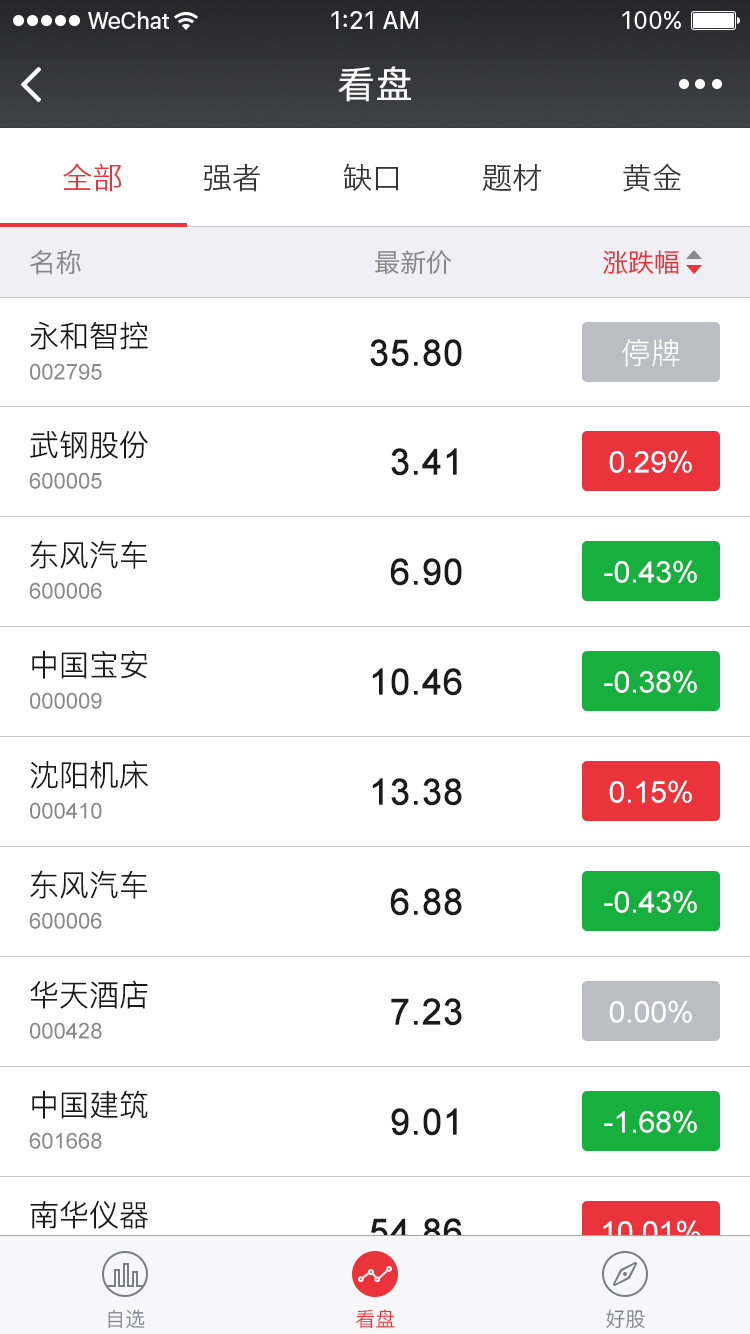 WeChat 1:21 AM 100%
看盘
全部 强者 缺口 题材 黄金
名称 最新价 涨跌幅
永和智控 35.80 停牌
002795
武钢股份 3.41 0.29%
600005
东风汽车 6.90 -0.43%
600006
中国宝安 10.46 -0.38%
000009
沈阳机床 13.38 0.15%
000410
东风汽车 6.88 -0.43%
600006
华天酒店 7.23 0.00%
000428
中国建筑 9.01 -1.68%
601668
南华仪器 54.86 10.01%
自选 看盘 好股